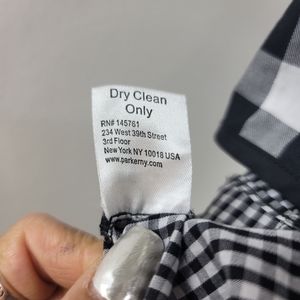 Dry Clean
Only
RN# 145781
234 West 39th Street
3rd Floor
New York NY 10018 USA
www.parkerny.com